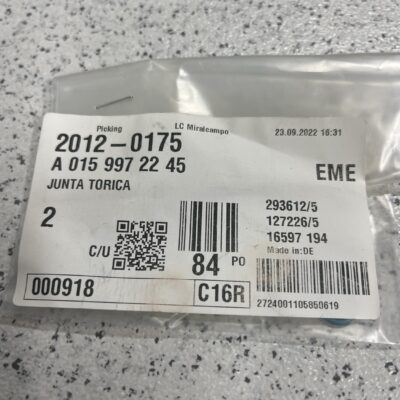 Picking LC Miralcampo 23.09.2022 16:31
2012-0175
A 015 997 22 45 EME
JUNTA TORICA
293612/5
2 127226/5
16597 194
C/U 84 PO Made in:DE
000918 C16R
2724001105850619